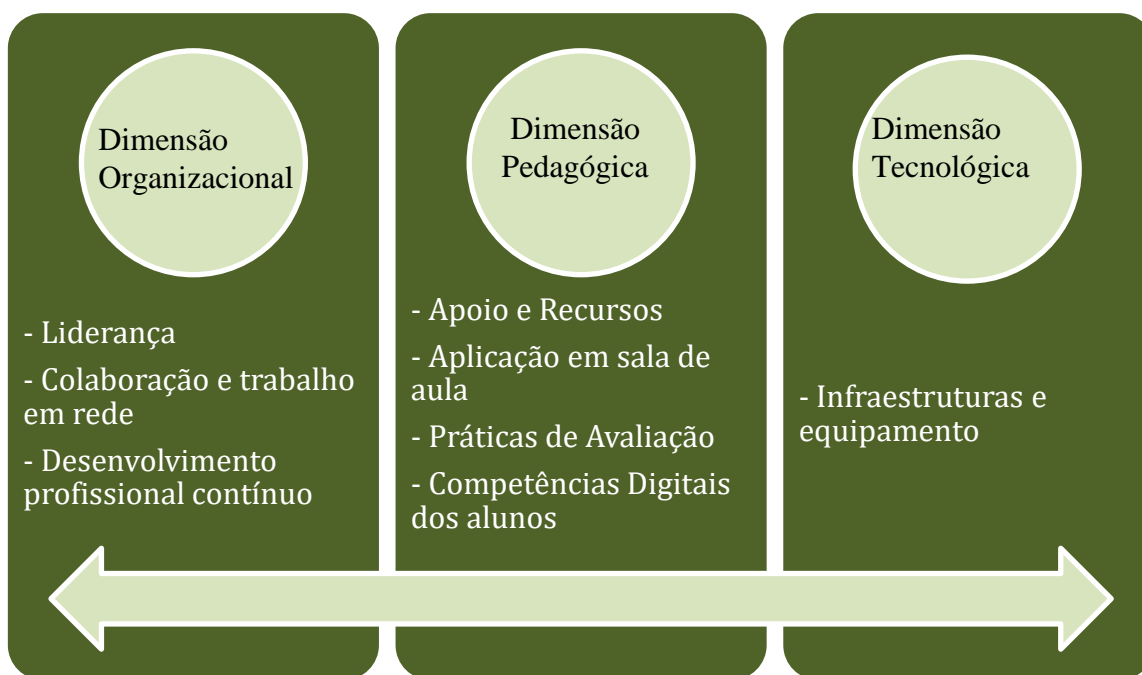 Dimensão
Organizacional
- Liderança
- Colaboração e trabalho
em rede
- Desenvolvimento
profissional contínuo
Dimensão
Pedagógica
- Apoio e Recursos
- Aplicação em sala de
aula
- Práticas de Avaliação
- Competências Digitais
dos alunos
Dimensão
Tecnológica
- Infraestruturas e
equipamento